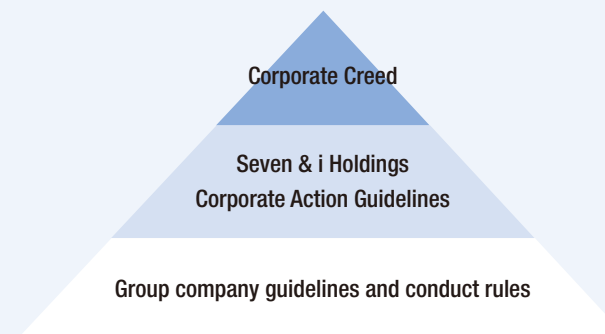 Corporate Creed
Seven & i Holdings
Corporate Action Guidelines
Group company guidelines and conduct rules